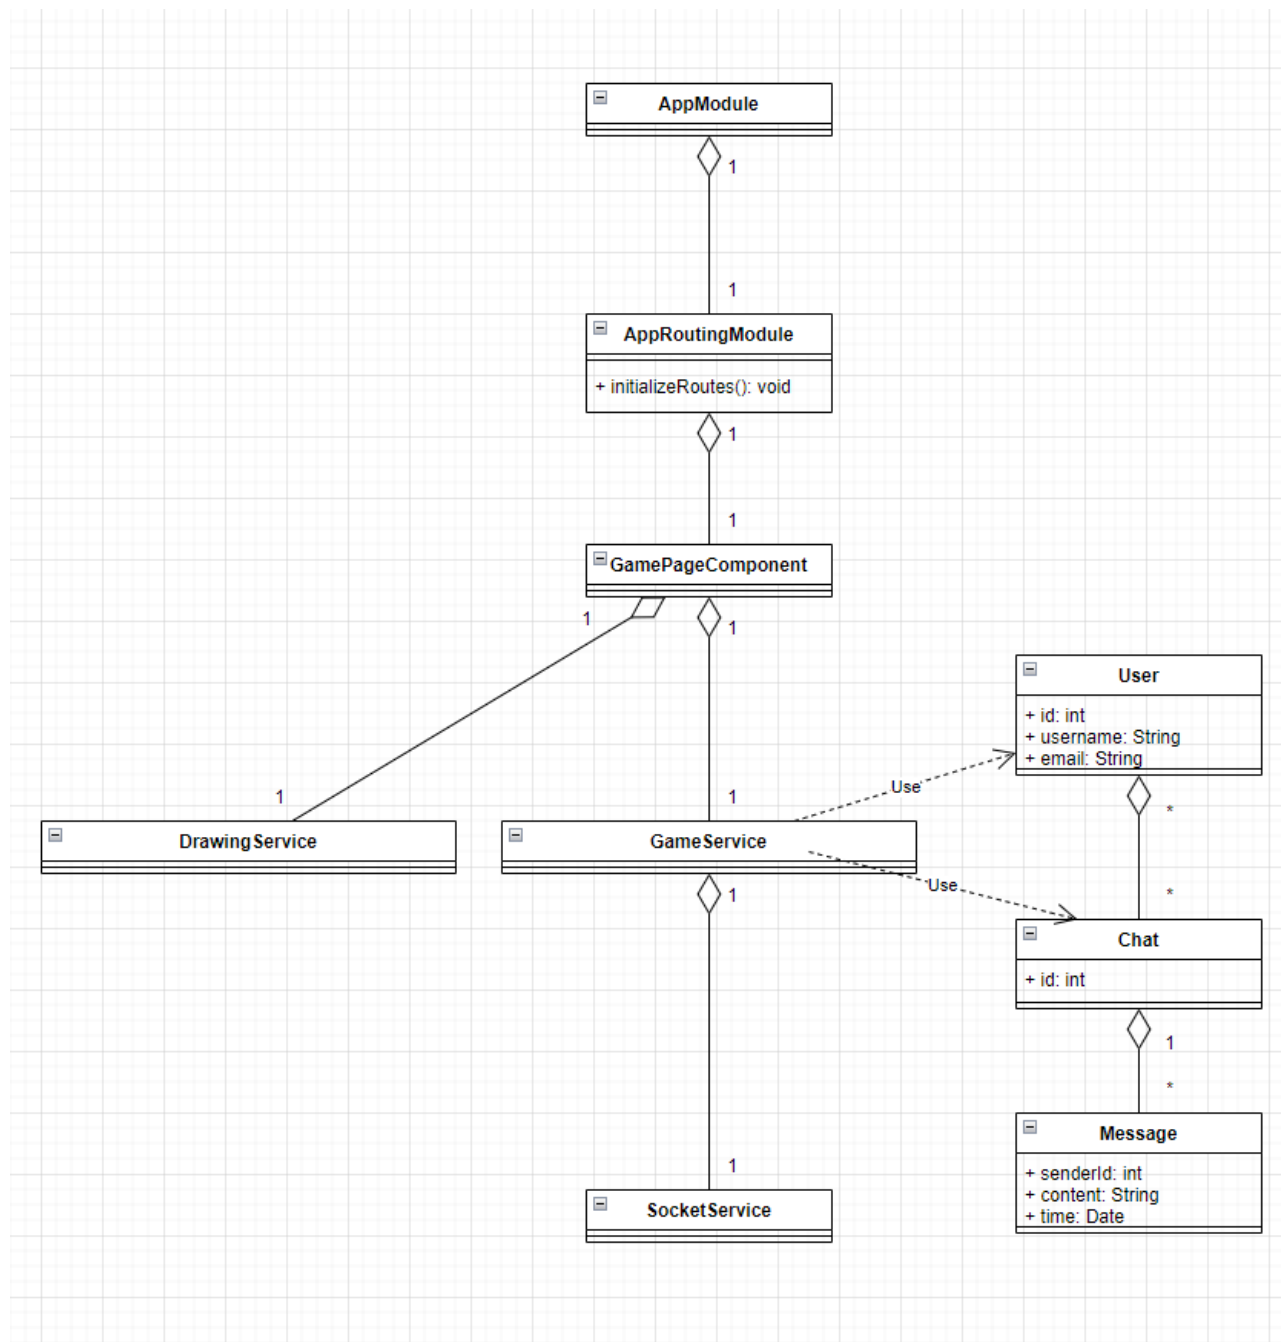 AppModule
1
1
AppRoutingModule
+ initializeRoutes(): void
1
1
GamePageComponent
1
1
User
+ id: int
+ username: String
+ email: String
Use
1
1
*
DrawingService
GameService
Use
1
*
Chat
+ id: int
1
*
Message
1
+ senderId: int
+ content: String
+ time: Date
SocketService